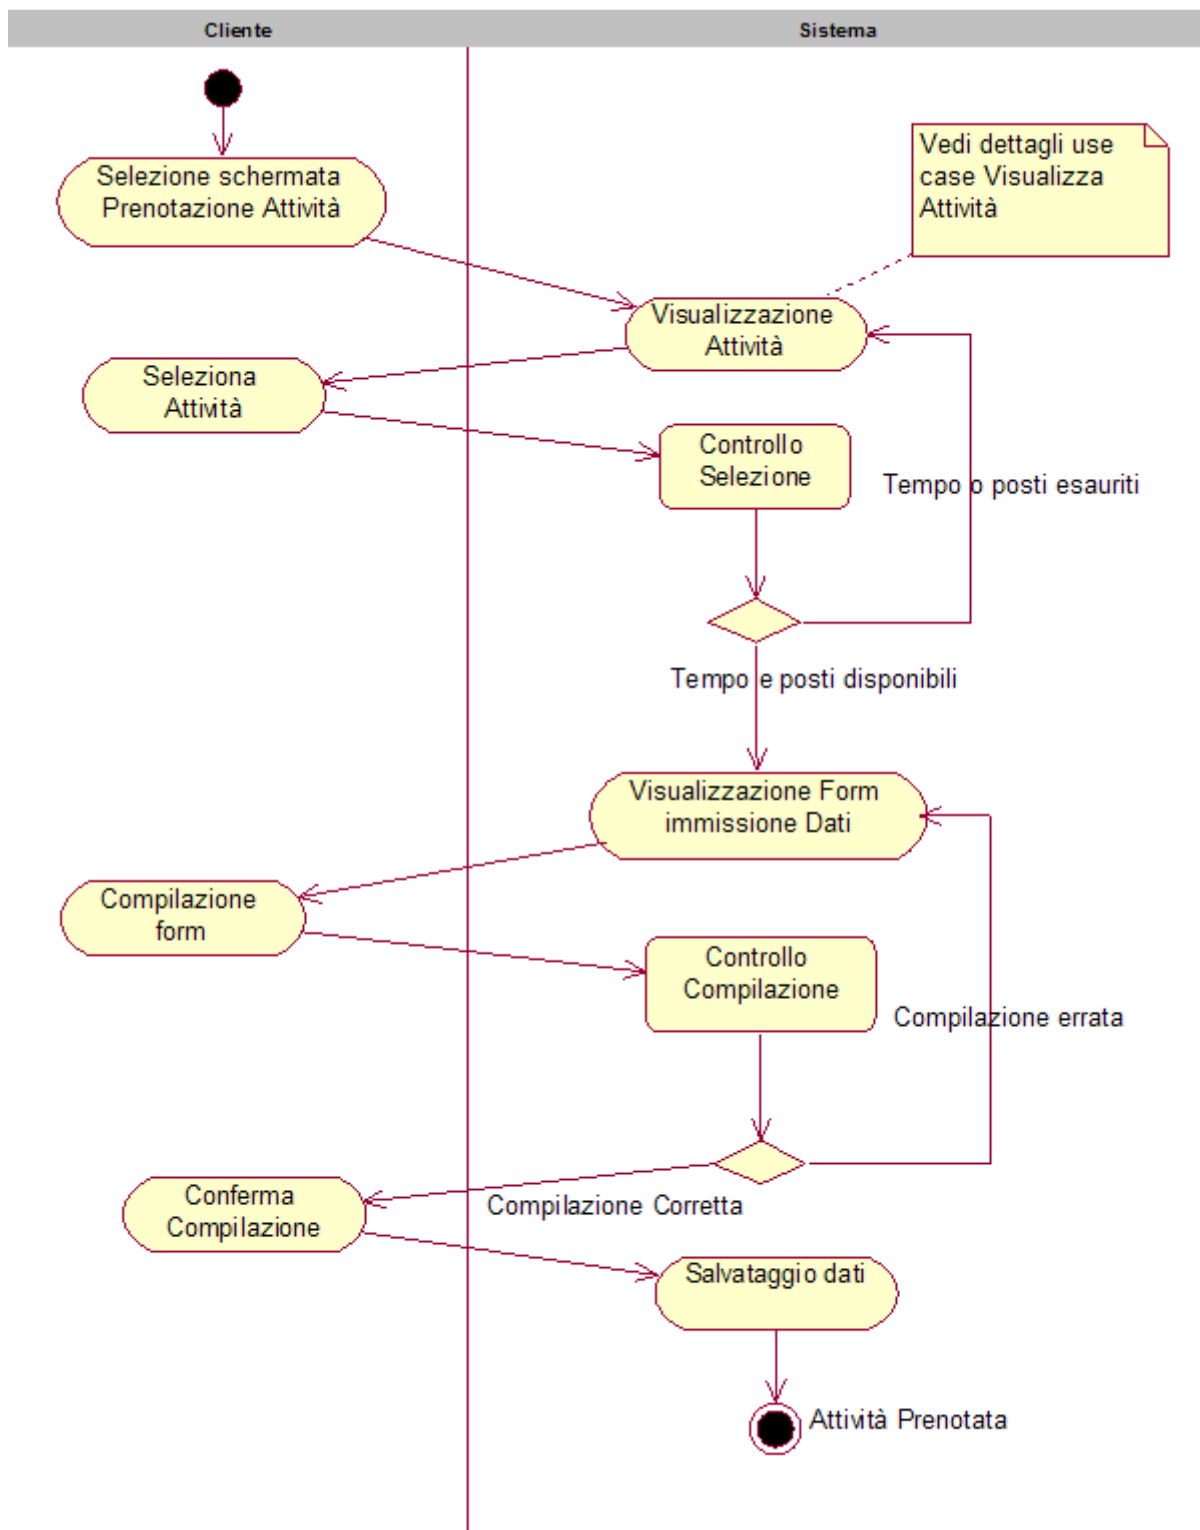 Cliente
Sistema
Selezione schermata
Prenotazione Attività
Vedi dettagli use
case Visualizza
Attività
Visualizzazione
Attività
Seleziona
Attività
Controllo
Selezione
Tempo o posti esauriti
Tempo e posti disponibili
Visualizzazione Form
immissione Dati
Compilazione
form
Controllo
Compilazione
Compilazione errata
Conferma
Compilazione
Compilazione Corretta
Salvataggio dati
Attività Prenotata